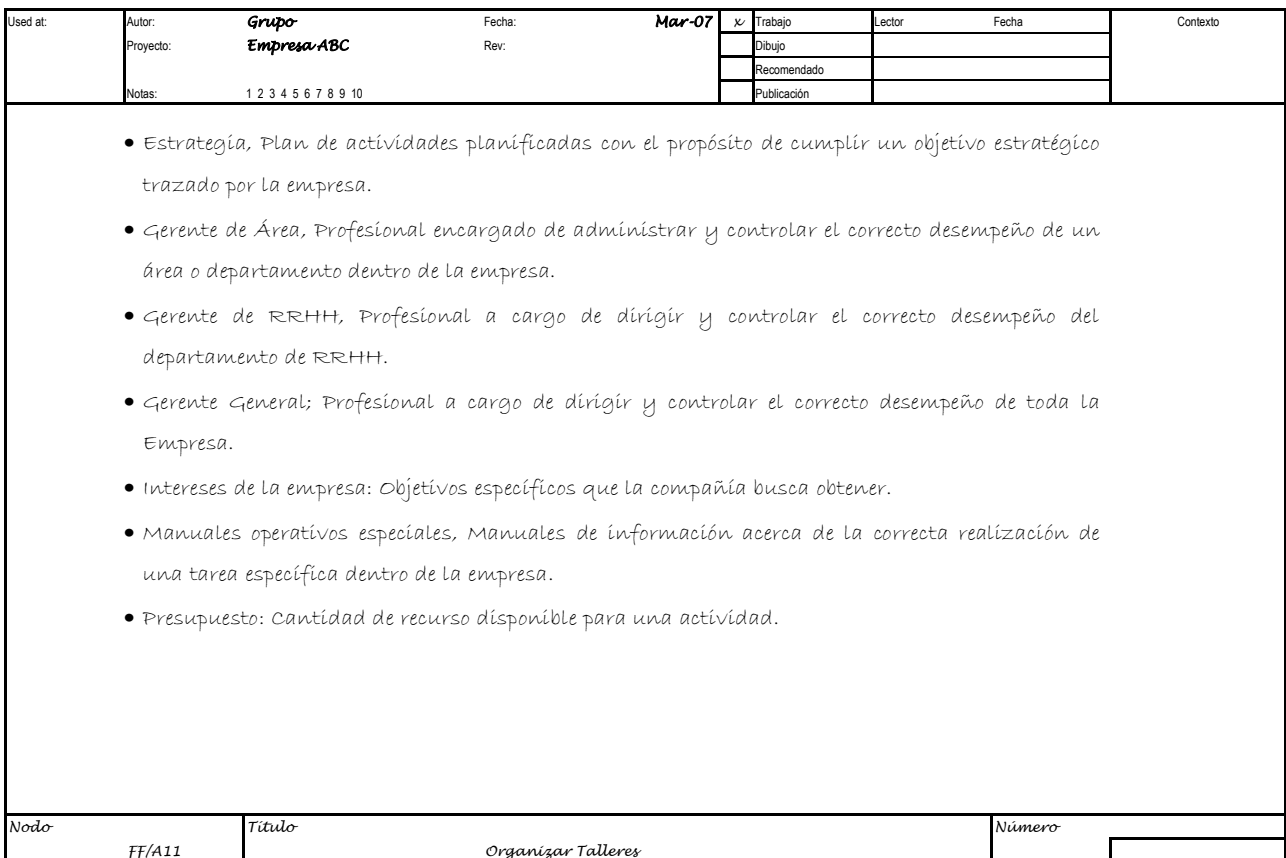 Used at: Autor: Grupo Fecha: Mar-07 x Trabajo Lector Fecha Contexto
Proyecto: Empresa ABC Rev: Dibujo
Recomendado
Notas: 1 2 3 4 5 6 7 8 9 10 Publicación
• Estrategia, Plan de actividades planificadas con el propósito de cumplir un objetivo estratégico
trazado por la empresa.
• Gerente de Área, Profesional encargado de administrar y controlar el correcto desempeño de un
área o departamento dentro de la empresa.
• Gerente de RRHH, Profesional a cargo de dirigir y controlar el correcto desempeño del
departamento de RRHH.
• Gerente General; Profesional a cargo de dirigir y controlar el correcto desempeño de toda la
Empresa.
• Intereses de la empresa: Objetivos específicos que la compañía busca obtener.
• Manuales operativos especiales, Manuales de información acerca de la correcta realización de
una tarea específica dentro de la empresa.
• Presupuesto: Cantidad de recurso disponible para una actividad.
Nodo Título Número
FF/A11 Organizar Talleres